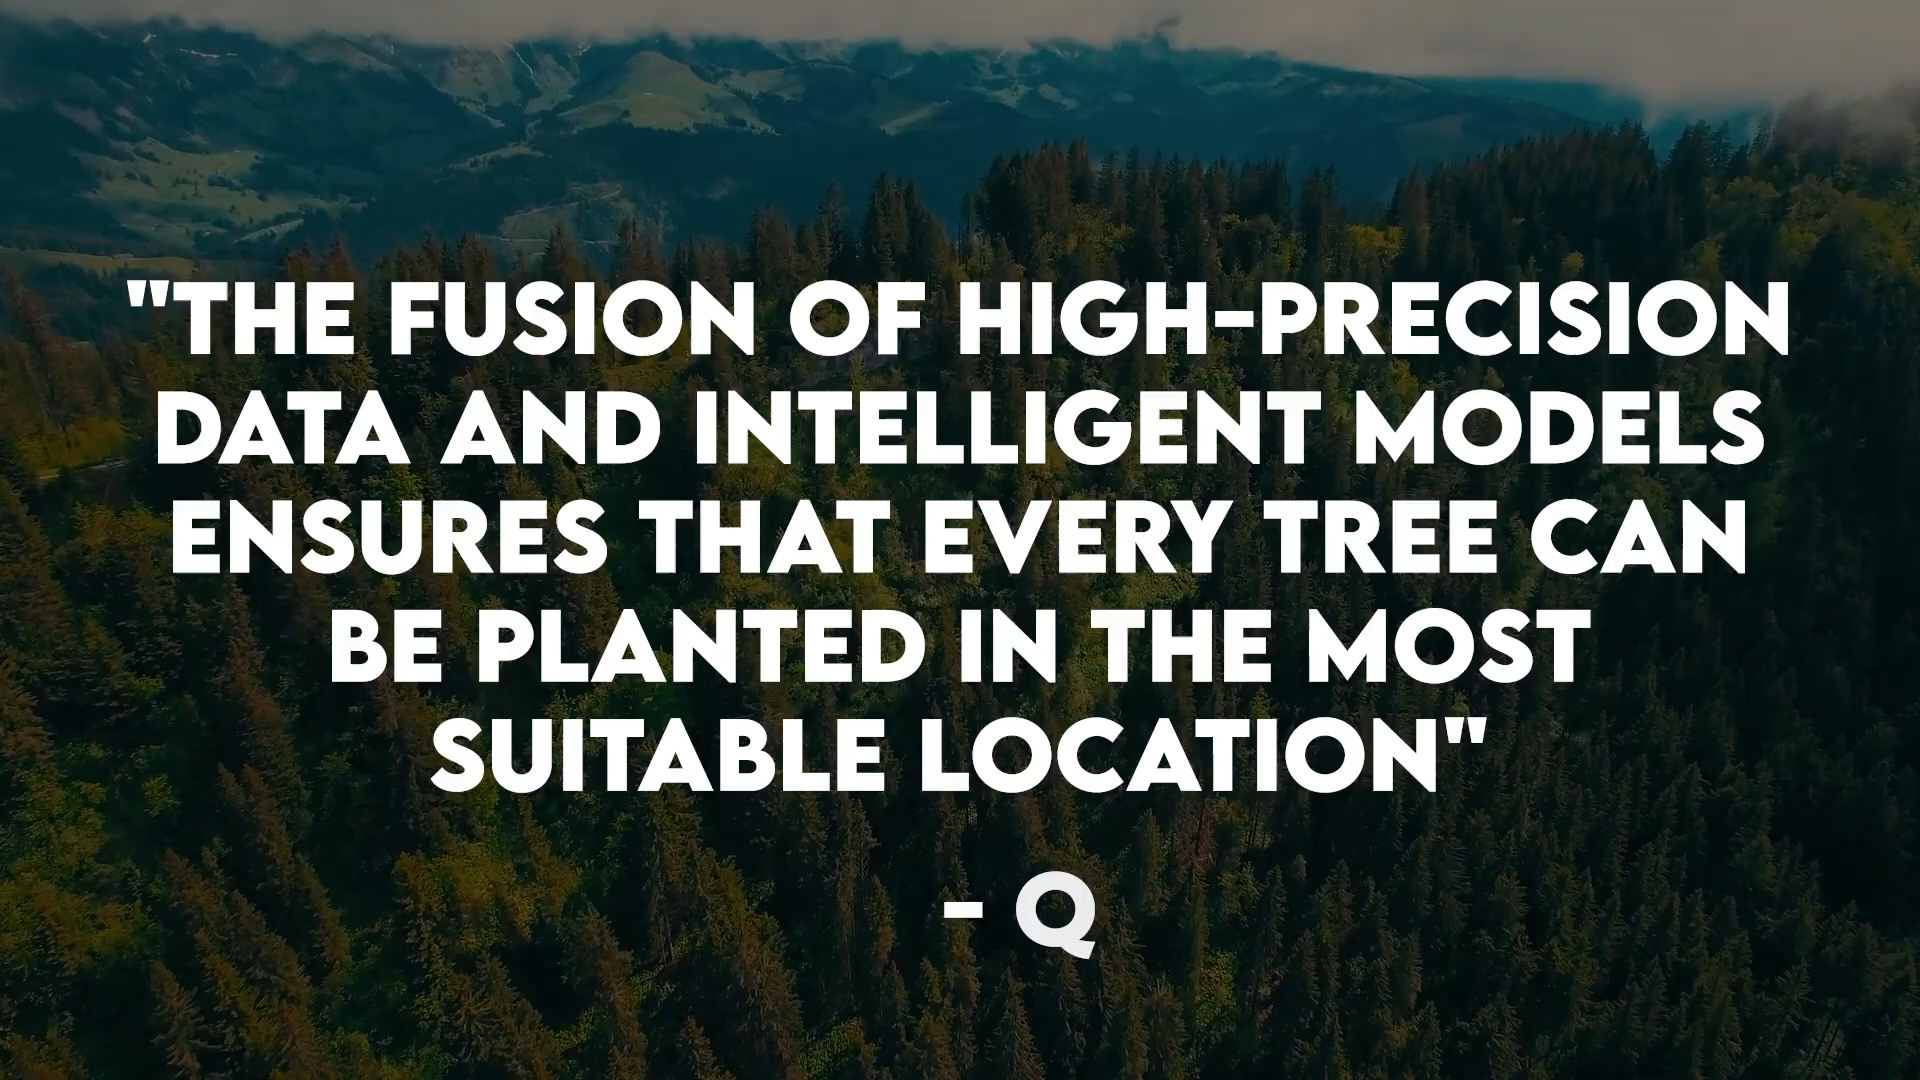 "THE FUSION OF HIGH-PRECISION
DATA AND INTELLIGENT MODELS
ENSURES THAT EVERY TREE CAN
BE PLANTED IN THE MOST
SUITABLE LOCATION"
- Q